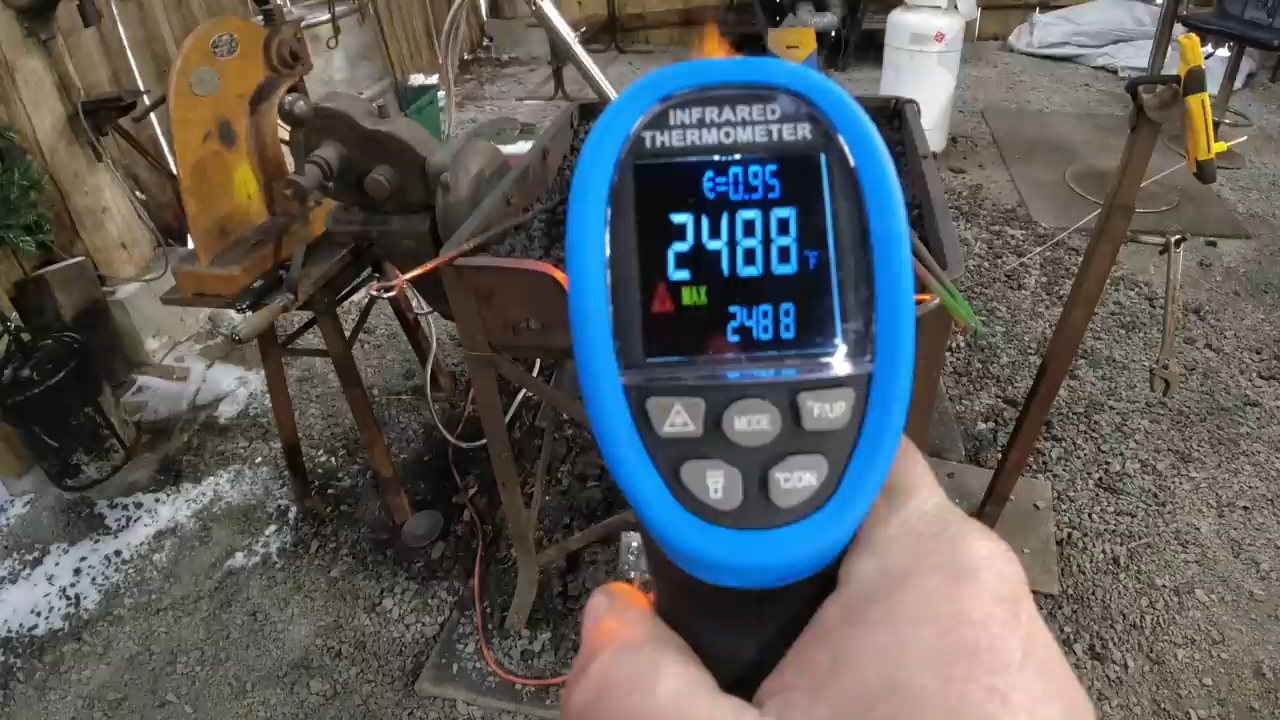 INFRARED
THERMOMETER
€=0.95
2488 °F
MAX
2488
MODE
°F/UP
°C/DN